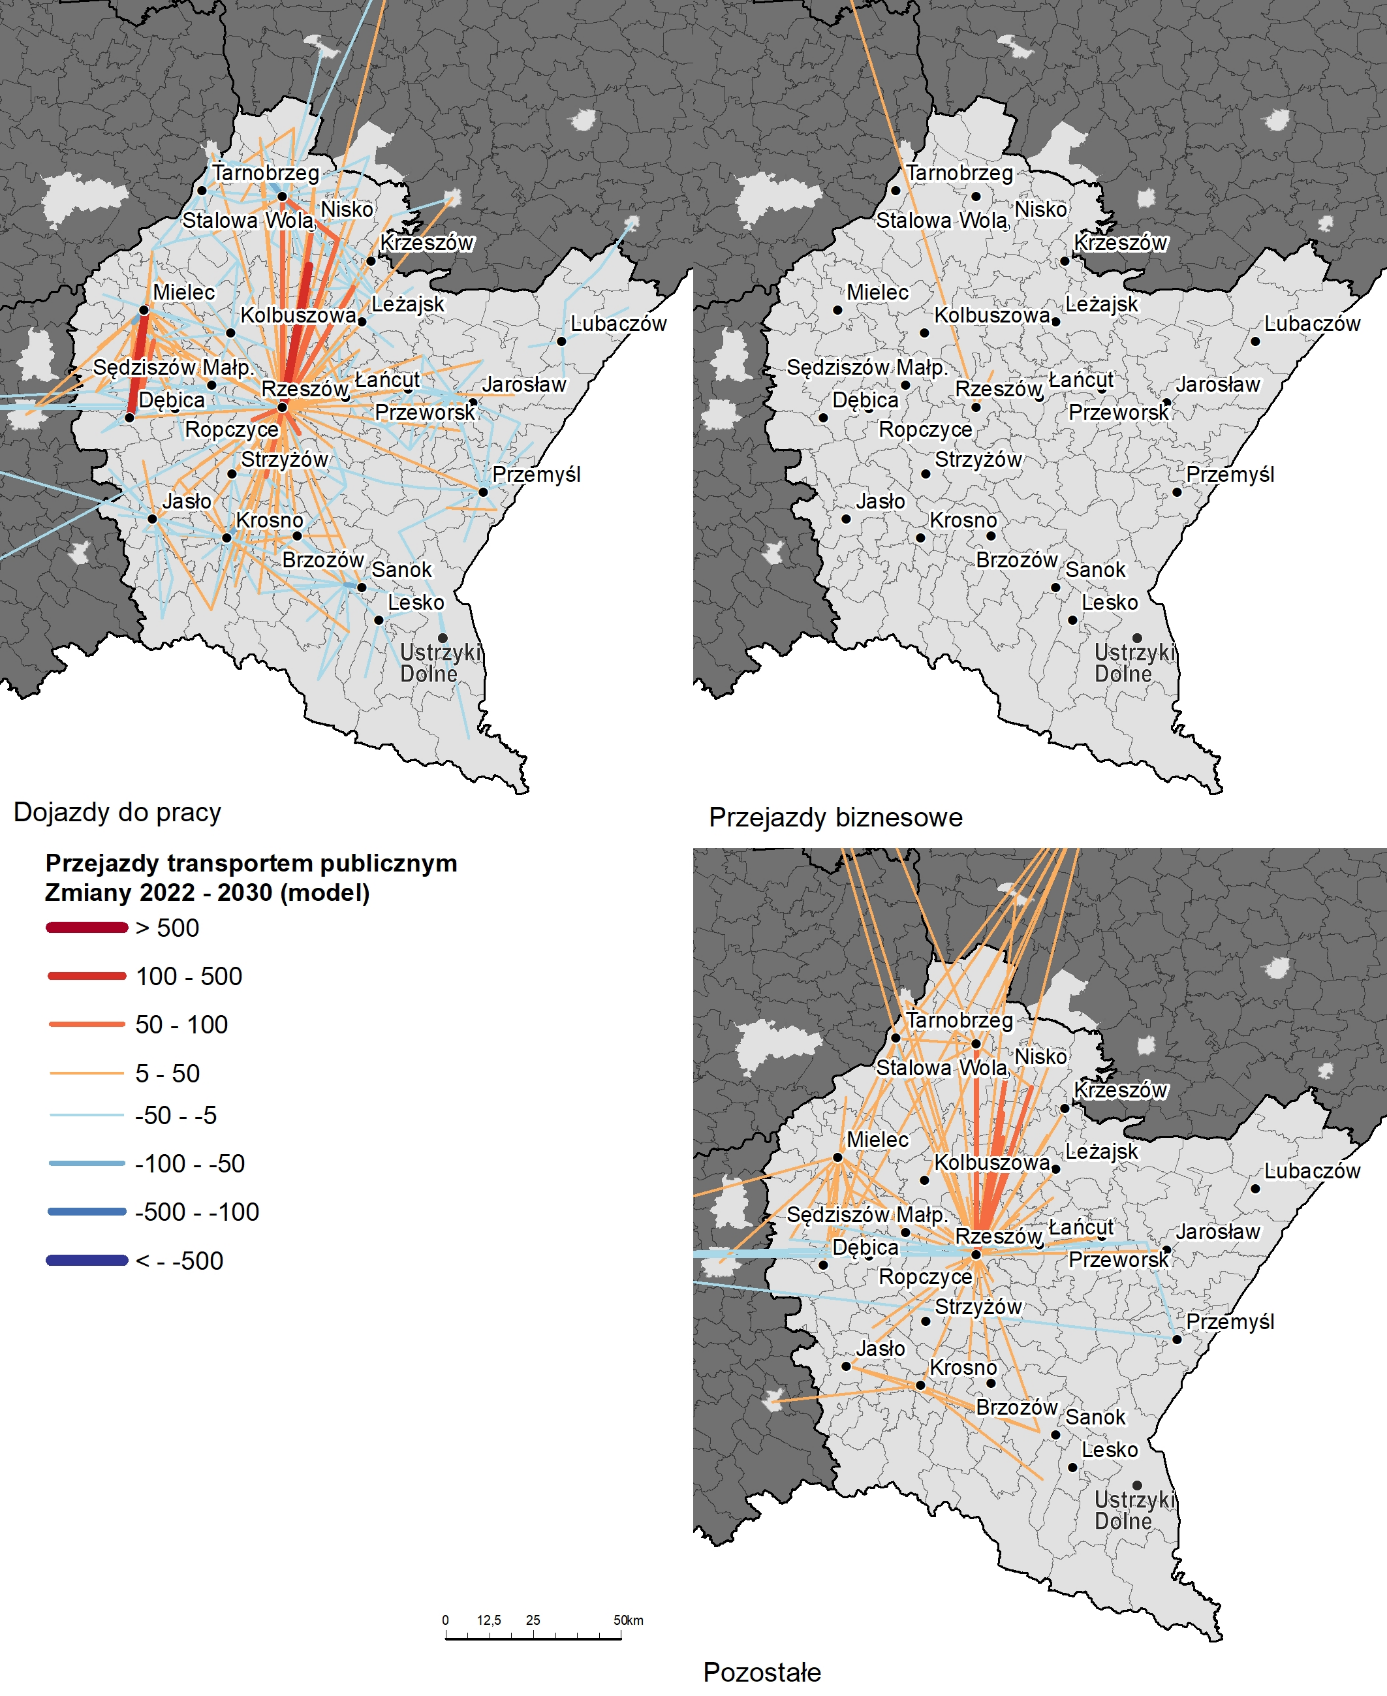 Tarnobrzeg
Stalowa Wola
Nisko
Krzeszów
Mielec
Kolbuszowa
Leżajsk
Lubaczów
Sędziszów Małp.
Rzeszów
Łańcut
Jarosław
Dębica
Przeworsk
Ropczyce
Strzyżów
Przemyśl
Jasło
Krosno
Brzozów
Sanok
Lesko
Ustrzyki
Dolne
Dojazdy do pracy
Tarnobrzeg
Stalowa Wola
Nisko
Krzeszów
Mielec
Kolbuszowa
Leżajsk
Lubaczów
Sędziszów Małp.
Rzeszów
Łańcut
Jarosław
Dębica
Przeworsk
Ropczyce
Strzyżów
Przemyśl
Jasło
Krosno
Brzozów
Sanok
Lesko
Ustrzyki
Dolne
Przejazdy biznesowe
Przejazdy transportem publicznym
Zmiany 2022 - 2030 (model)
> 500
100 - 500
50 - 100
5 - 50
-50 - -5
-100 - -50
-500 - -100
< - -500
0 12,5 25 50km
Tarnobrzeg
Stalowa Wola
Nisko
Krzeszów
Mielec
Kolbuszowa
Leżajsk
Lubaczów
Sędziszów Małp.
Rzeszów
Łańcut
Jarosław
Dębica
Przeworsk
Ropczyce
Strzyżów
Przemyśl
Jasło
Krosno
Brzozów
Sanok
Lesko
Ustrzyki
Dolne
Pozostałe